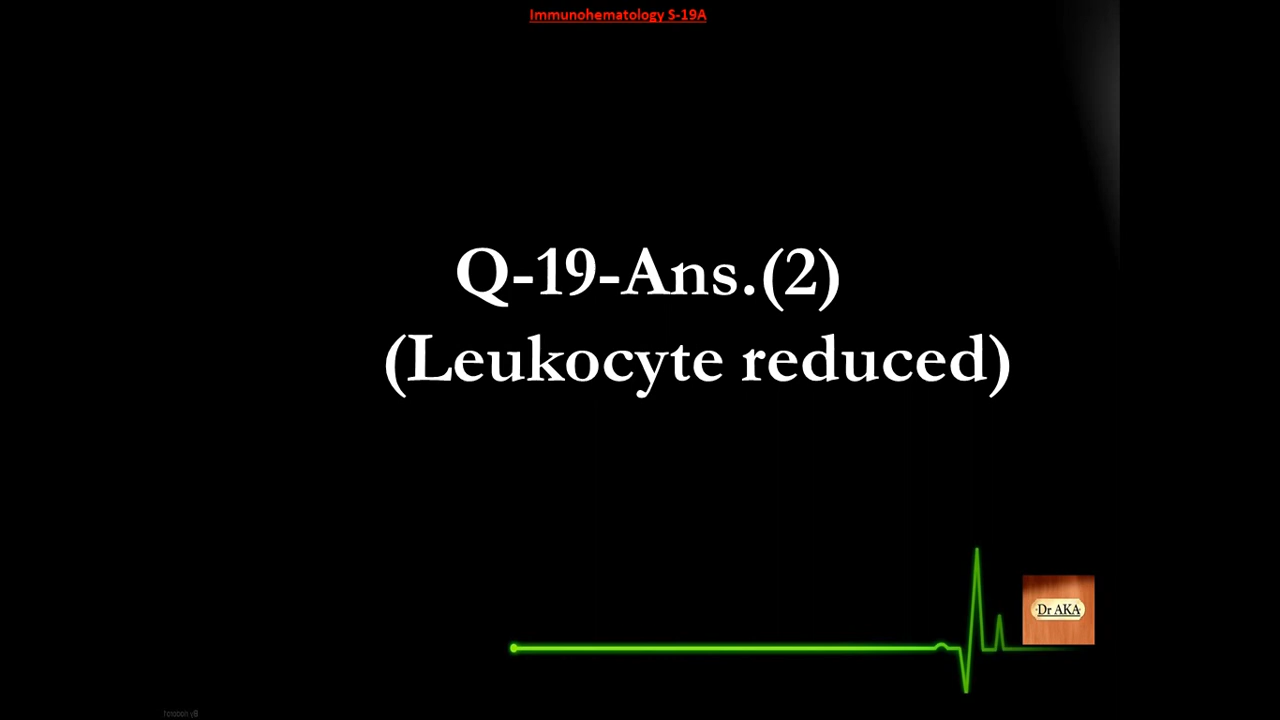 Immunohematology S-19A
Q-19-Ans.(2)
(Leukocyte reduced)
Dr AKA